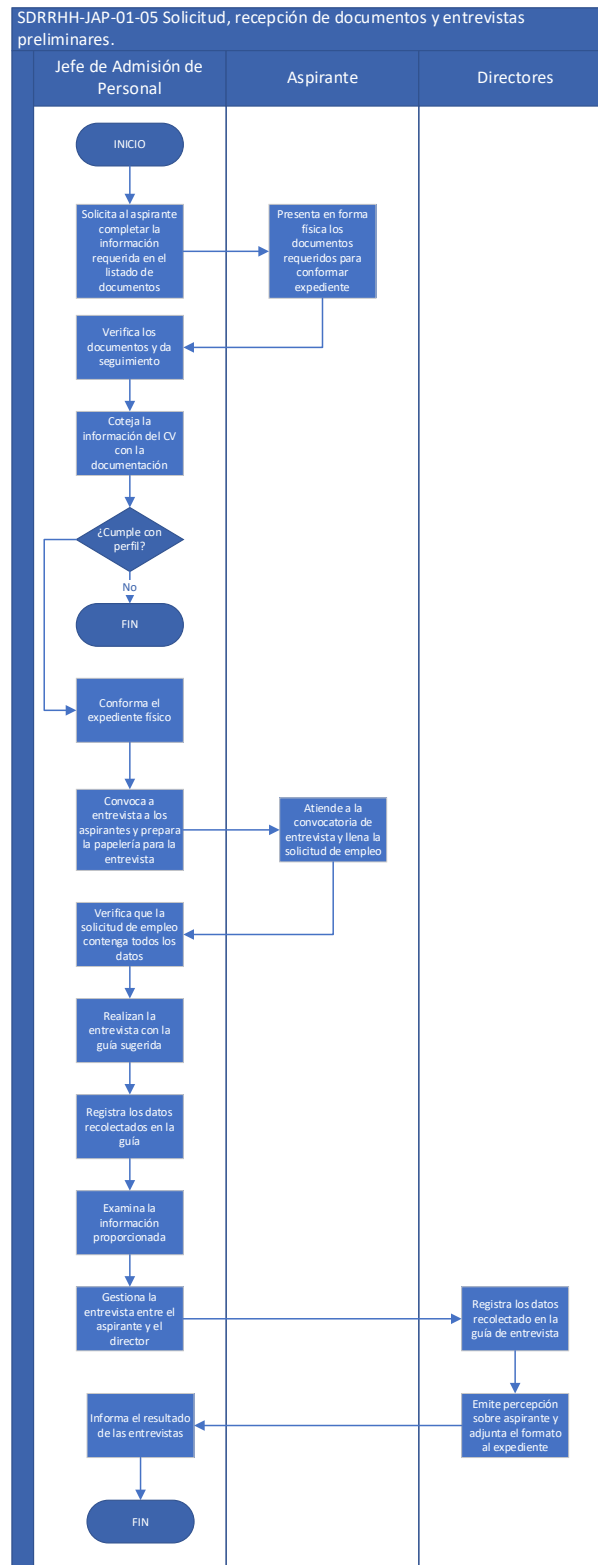 SDRRHH-JAP-01-05 Solicitud, recepción de documentos y entrevistas
preliminares.
Jefe de Admisión de
Personal
Aspirante
Directores
INICIO
Solicita al aspirante
completar la
información
requerida en el
listado de
documentos
Presenta en forma
física los
documentos
requeridos para
conformar
expediente
Verifica los
documentos y da
seguimiento
Coteja la
información del CV
con la
documentación
¿Cumple con
perfil?
No
FIN
Conforma el
expediente físico
Convoca a
entrevista a los
aspirantes y prepara
la papelería para la
entrevista
Atiende a la
convocatoria de
entrevista y llena la
solicitud de empleo
Verifica que la
solicitud de empleo
contenga todos los
datos
Realizan la
entrevista con la
guía sugerida
Registra los datos
recolectados en la
guía
Examina la
información
proporcionada
Gestiona la
entrevista entre el
aspirante y el
director
Registra los datos
recolectado en la
guía de entrevista
Emite percepción
sobre aspirante y
adjunta el formato
al expediente
Informa el resultado
de las entrevistas
FIN